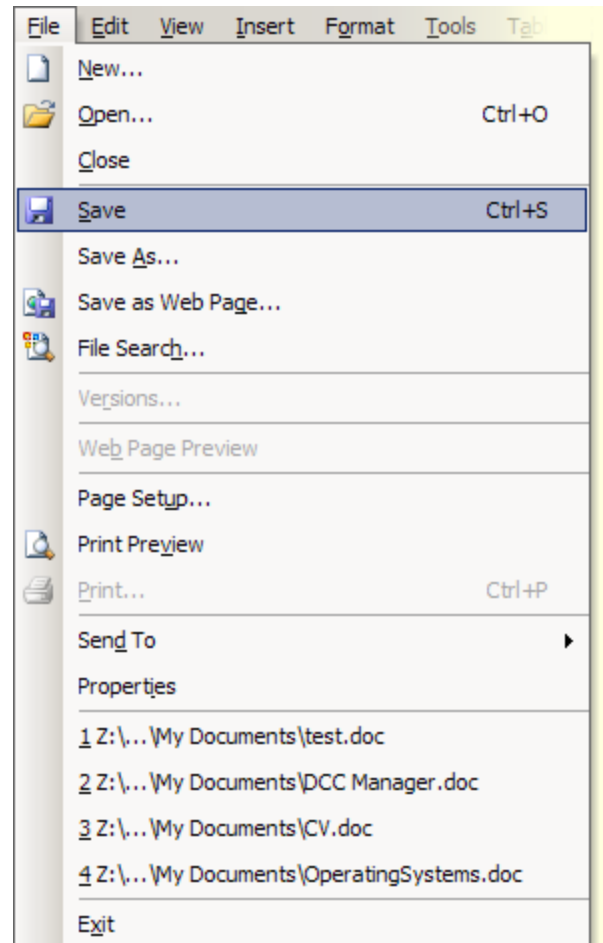 File Edit View Insert Format Tools Tab
New...
Open... Ctrl+O
Close
Save Ctrl+S
Save As...
Save as Web Page...
File Search...
Versions...
Web Page Preview
Page Setup...
Print Preview
Print... Ctrl+P
Send To
Properties
1 Z:\...\My Documents\test.doc
2 Z:\...\My Documents\DCC Manager.doc
3 Z:\...\My Documents\CV.doc
4 Z:\...\My Documents\OperatingSystems.doc
Exit